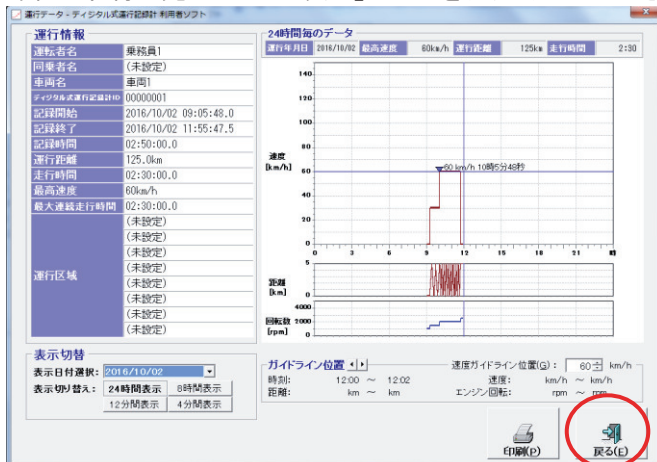 運行データ - ディジタル式運行記録計 利用者ソフト
運行情報
運転者名 乗務員1
同乗者名 (未設定)
車両名 車両1
ディジタル式運行記録計ID 00000001
記録開始 2016/10/02 09:05:48.0
記録終了 2016/10/02 11:55:47.5
記録時間 02:50:00.0
運行距離 125.0km
走行時間 02:30:00.0
最高速度 60km/h
最大連続走行時間 02:30:00.0
運行区域
(未設定)
(未設定)
(未設定)
(未設定)
(未設定)
(未設定)
(未設定)
(未設定)
24時間毎のデータ
運行年月日 2016/10/02 最高速度 60km/h 運行距離 125km 走行時間 2:30
140
120
100
80
速度
[km/h]
60
60 km/h 10時5分48秒
40
20
0
0 3 6 9 12 15 18 21 時
5
距離
[km]
0
4000
回転数 2000
[rpm]
0
表示切替
表示日付選択: 2016/10/02
表示切り替え: 24時間表示 8時間表示
12分間表示 4分間表示
ガイドライン位置
速度ガイドライン位置(G): 60 km/h
時刻: 12:00 ～ 12:02 速度: km/h ～ km/h
距離: km ～ km エンジン回転: rpm ～ rpm
印刷(P) 戻る(E)